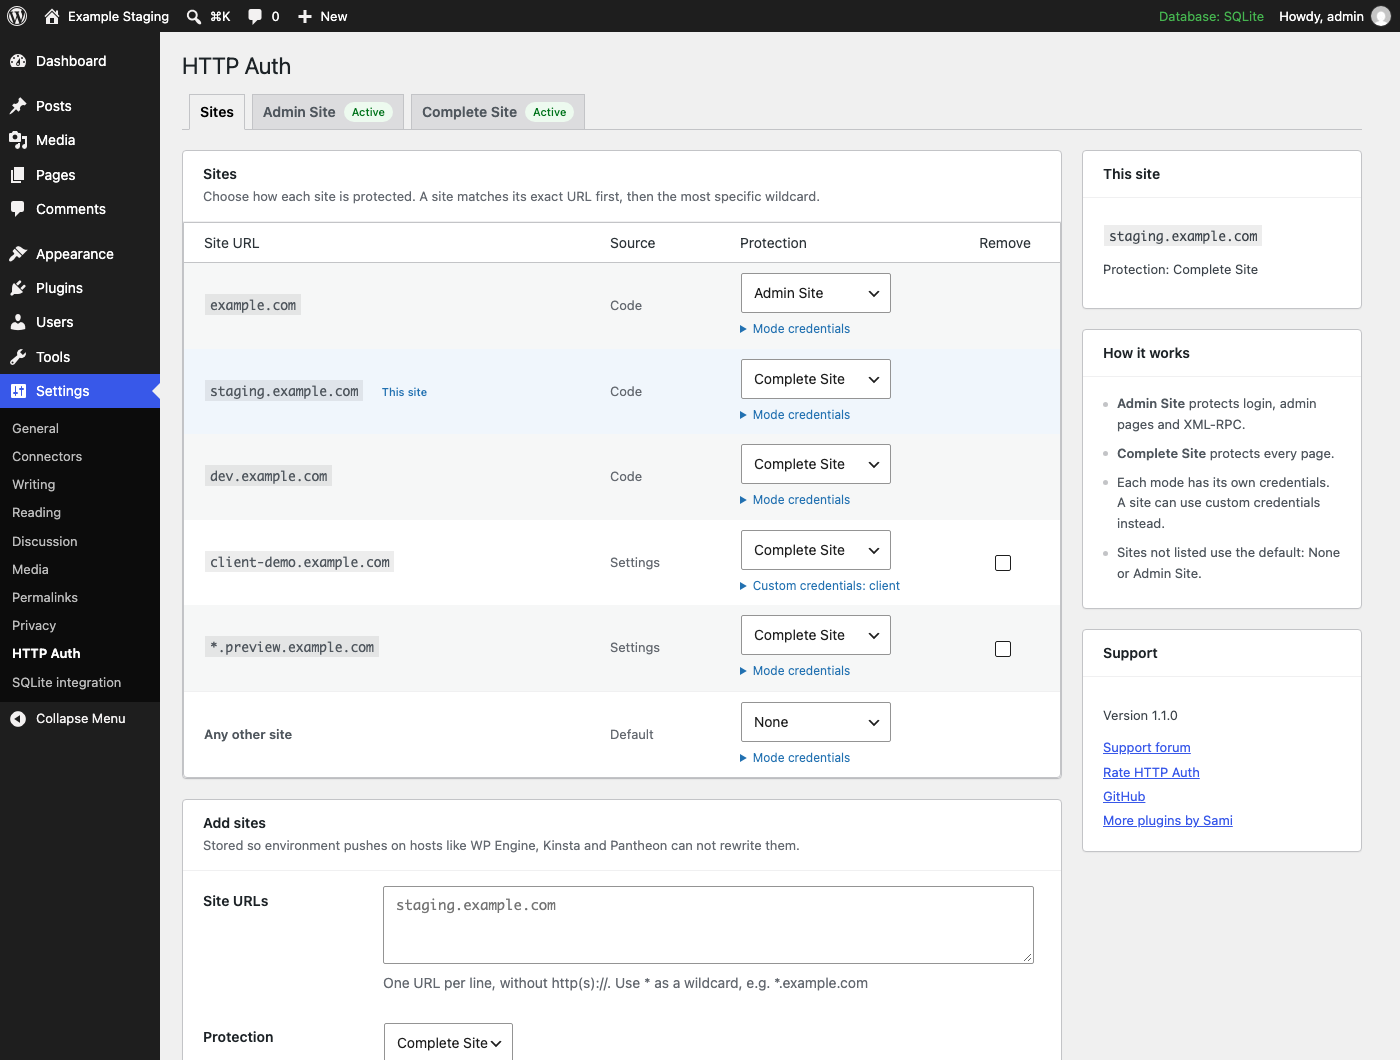 Example Staging
⌘K
0
New
Database: SQLite
Howdy, admin
Dashboard
Posts
Media
Pages
Comments
Appearance
Plugins
Users
Tools
Settings
General
Connectors
Writing
Reading
Discussion
Media
Permalinks
Privacy
HTTP Auth
SQLite integration
Collapse Menu
HTTP Auth
Sites
Admin Site Active
Complete Site Active
Sites
Choose how each site is protected. A site matches its exact URL first, then the most specific wildcard.
Site URL Source Protection Remove
example.com Code Admin Site
Mode credentials
staging.example.com This site Code Complete Site
Mode credentials
dev.example.com Code Complete Site
Mode credentials
client-demo.example.com Settings Complete Site
Custom credentials: client
*.preview.example.com Settings Complete Site
Mode credentials
Any other site Default None
Mode credentials
Add sites
Stored so environment pushes on hosts like WP Engine, Kinsta and Pantheon can not rewrite them.
Site URLs
staging.example.com
One URL per line, without http(s)://. Use * as a wildcard, e.g. *.example.com
Protection
Complete Site
This site
staging.example.com
Protection: Complete Site
How it works
Admin Site protects login, admin
pages and XML-RPC.
Complete Site protects every page.
Each mode has its own credentials.
A site can use custom credentials
instead.
Sites not listed use the default: None
or Admin Site.
Support
Version 1.1.0
Support forum
Rate HTTP Auth
GitHub
More plugins by Sami